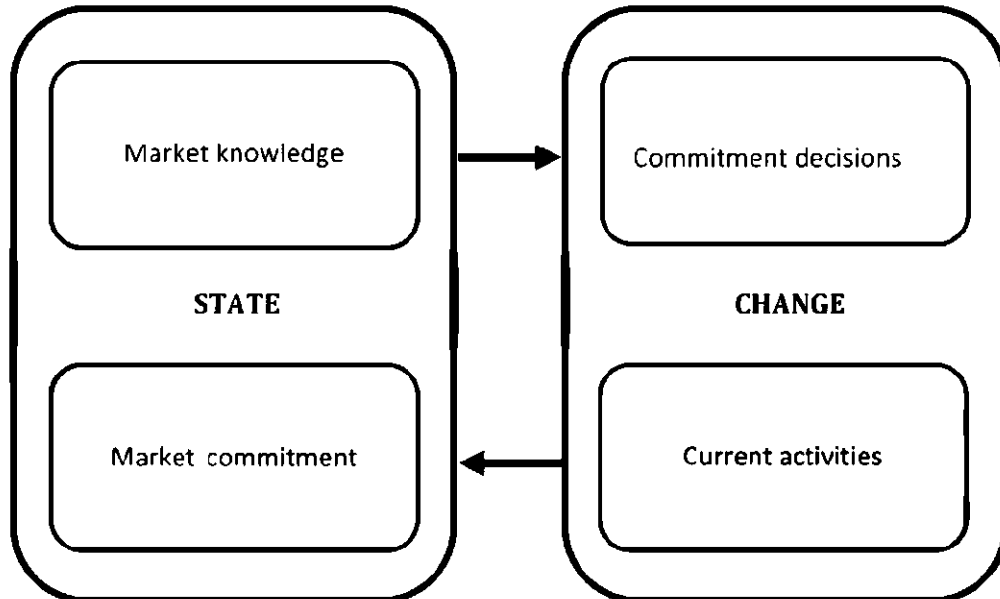 Market knowledge
Commitment decisions
STATE
CHANGE
Market commitment
Current activities